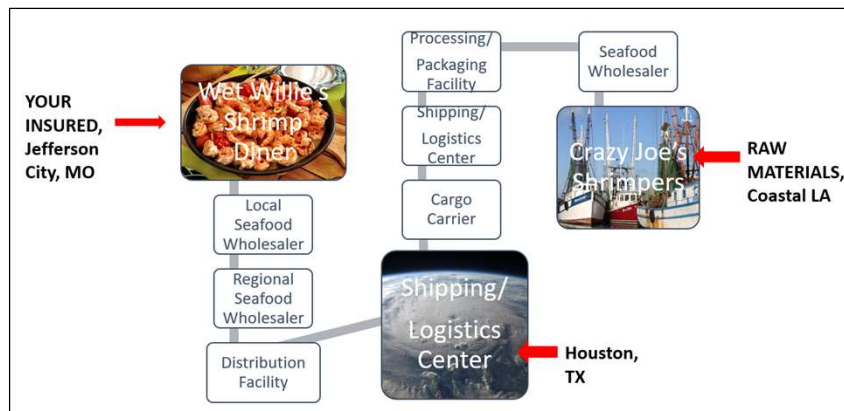 YOUR
INSURED,
Jefferson
City, MO
Wet Willie's
Shrimp
Diner
Local
Seafood
Wholesaler
Regional
Seafood
Wholesaler
Distribution
Facility
Processing/
Packaging
Facility
Shipping/
Logistics
Center
Cargo
Carrier
Shipping/
Logistics
Center
Houston,
TX
Seafood
Wholesaler
Crazy Joe's
Shrimpers
RAW
MATERIALS,
Coastal LA